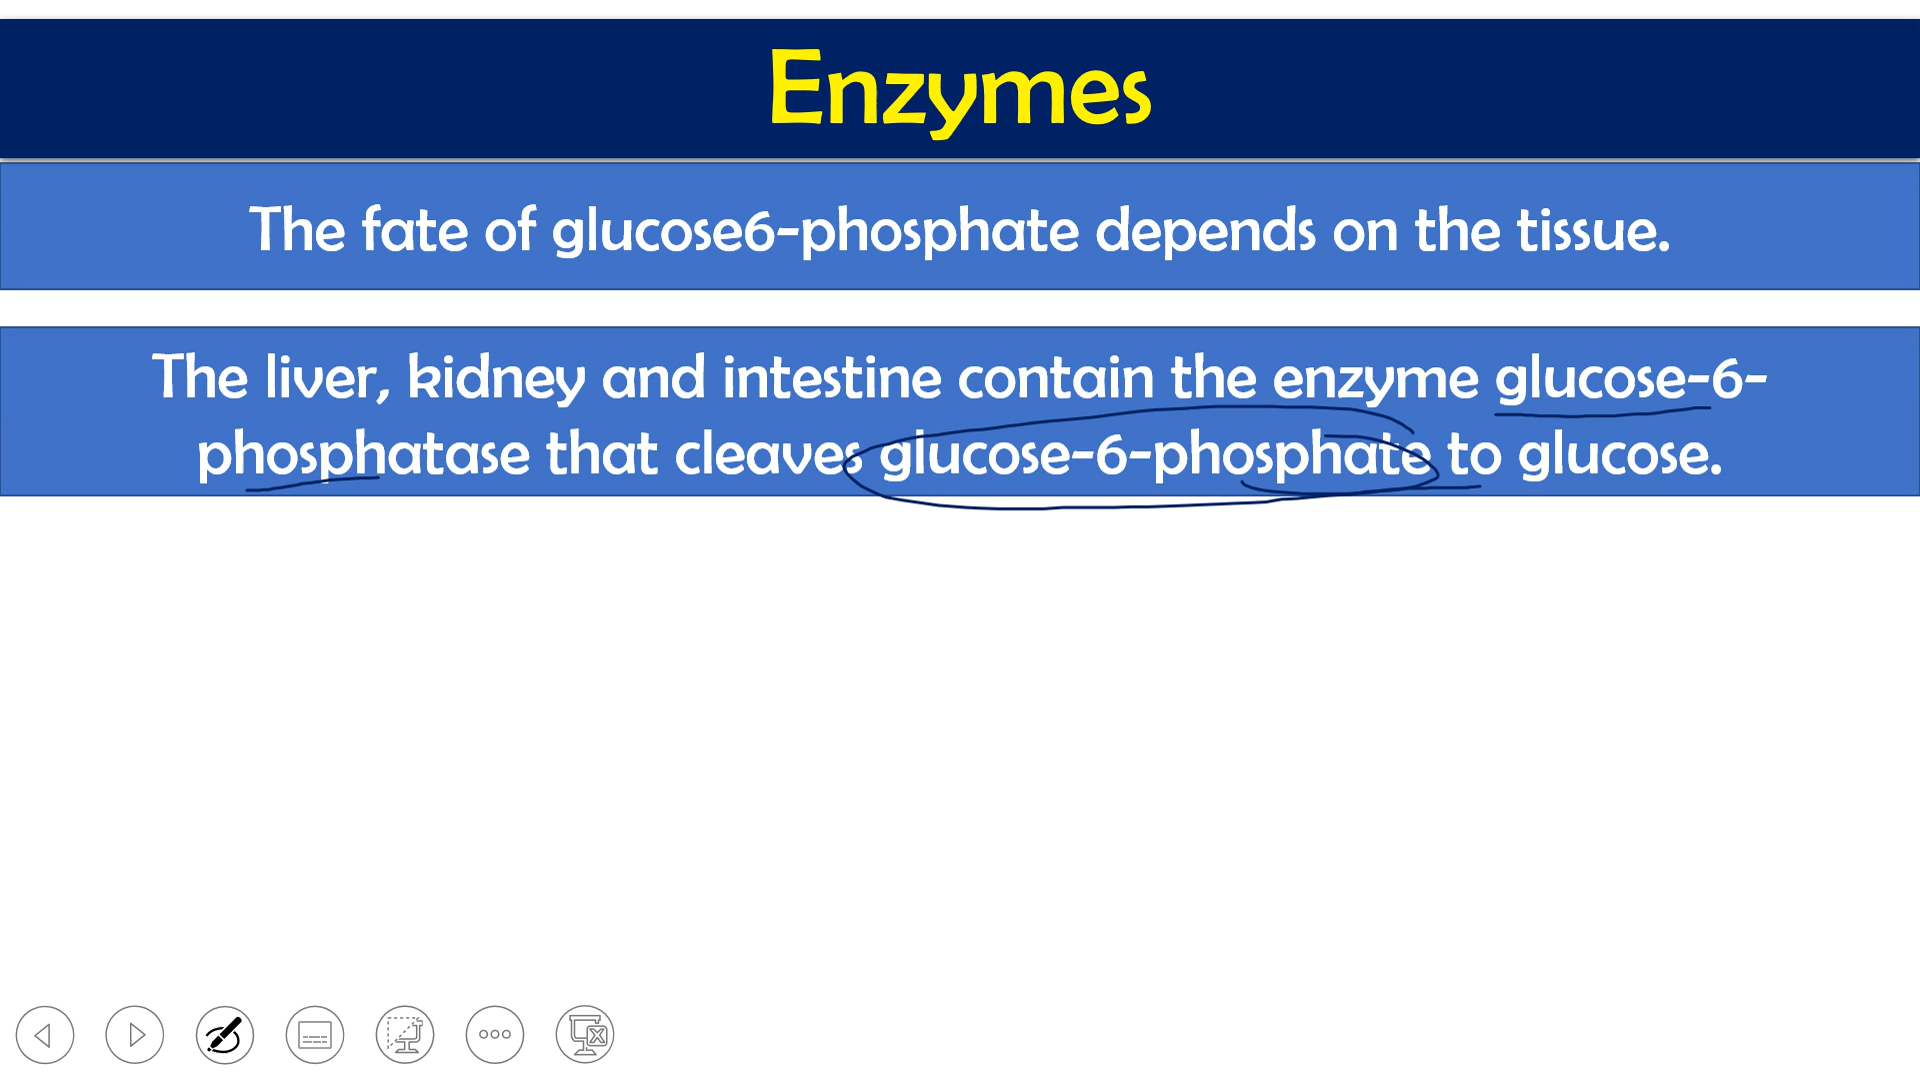 Enzymes
The fate of glucose6-phosphate depends on the tissue.
The liver, kidney and intestine contain the enzyme glucose-6-
phosphatase that cleaves glucose-6-phosphate to glucose.